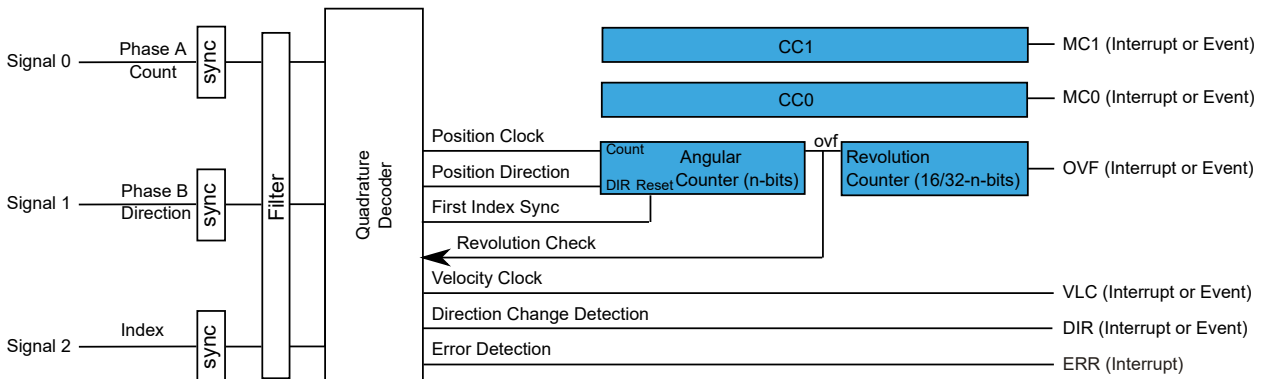 Signal 0
Phase A
Count
sync
Signal 1
Phase B
Direction
sync
Signal 2
Index
sync
Filter
Quadrature
Decoder
CC1
MC1 (Interrupt or Event)
CC0
MC0 (Interrupt or Event)
Position Clock
Position Direction
First Index Sync
Revolution Check
Velocity Clock
Direction Change Detection
Error Detection
Count
DIR Reset
Angular
Counter (n-bits)
ovf
Revolution
Counter (16/32-n-bits)
OVF (Interrupt or Event)
VLC (Interrupt or Event)
DIR (Interrupt or Event)
ERR (Interrupt)